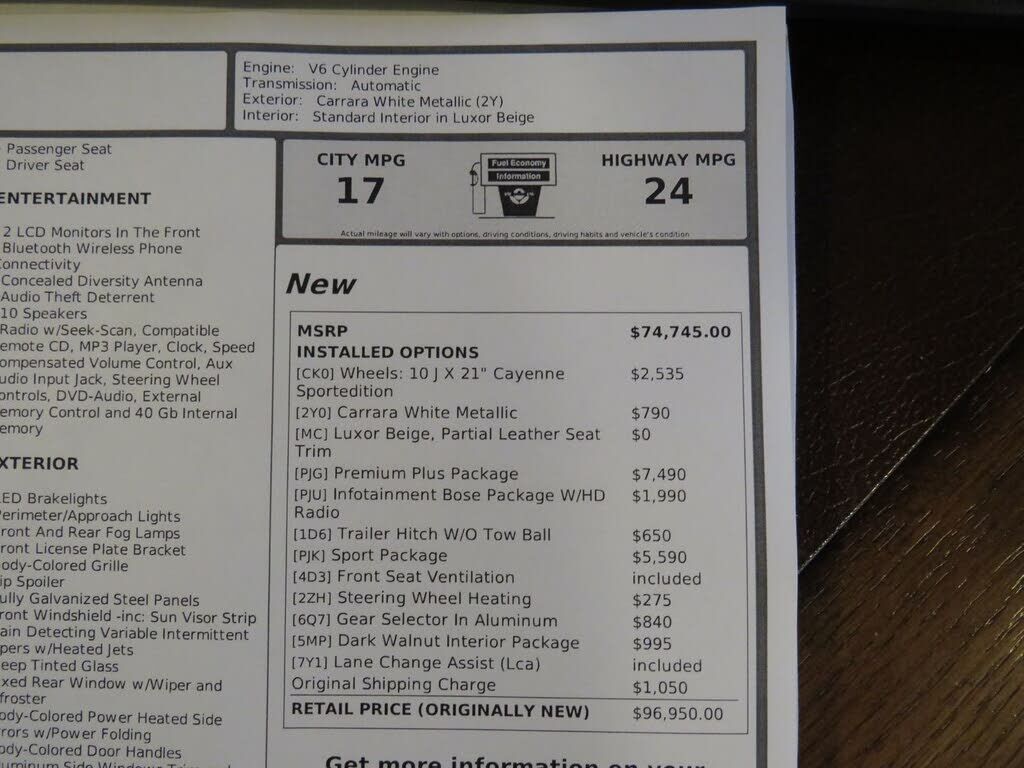 Engine: V6 Cylinder Engine
Transmission: Automatic
Exterior: Carrara White Metallic (2Y)
Interior: Standard Interior in Luxor Beige
Passenger Seat
Driver Seat
ENTERTAINMENT
2 LCD Monitors In The Front
Bluetooth Wireless Phone
Connectivity
Concealed Diversity Antenna
Audio Theft Deterrent
10 Speakers
Radio w/Seek-Scan, Compatible
emote CD, MP3 Player, Clock, Speed
ompensated Volume Control, Aux
udio Input Jack, Steering Wheel
ontrols, DVD-Audio, External
emory Control and 40 Gb Internal
emory
XTERIOR
ED Brakelights
Perimeter/Approach Lights
ront And Rear Fog Lamps
ront License Plate Bracket
ody-Colored Grille
ip Spoiler
ully Galvanized Steel Panels
ront Windshield -inc: Sun Visor Strip
ain Detecting Variable Intermittent
pers w/Heated Jets
eep Tinted Glass
xed Rear Window w/Wiper and
froster
ody-Colored Power Heated Side
rors w/Power Folding
ody-Colored Door Handles
CITY MPG
17
Fuel Economy
Information
HIGHWAY MPG
24
Actual mileage will vary with options, driving conditions, driving habits and vehicle's condition
New
MSRP $74,745.00
INSTALLED OPTIONS
[CK0] Wheels: 10 J X 21" Cayenne $2,535
Sportedition
[2Y0] Carrara White Metallic $790
[MC] Luxor Beige, Partial Leather Seat $0
Trim
[PJG] Premium Plus Package $7,490
[PJU] Infotainment Bose Package W/HD $1,990
Radio
[1D6] Trailer Hitch W/O Tow Ball $650
[PJK] Sport Package $5,590
[4D3] Front Seat Ventilation included
[2ZH] Steering Wheel Heating $275
[6Q7] Gear Selector In Aluminum $840
[5MP] Dark Walnut Interior Package $995
[7Y1] Lane Change Assist (Lca) included
Original Shipping Charge $1,050
RETAIL PRICE (ORIGINALLY NEW) $96,950.00
Get more information on your